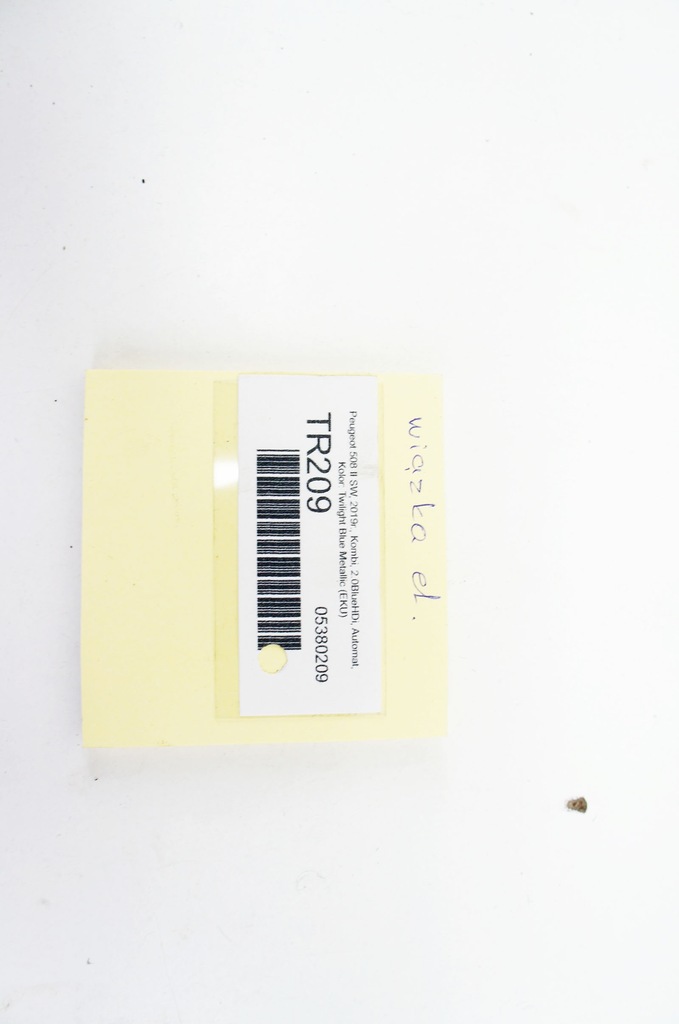 wiązka el.
Peugeot 508 II SW, 2019r., Kombi, 2.0BlueHDi, Automat,
Kolor: Twilight Blue Metallic (EKU)
TR209 05380209